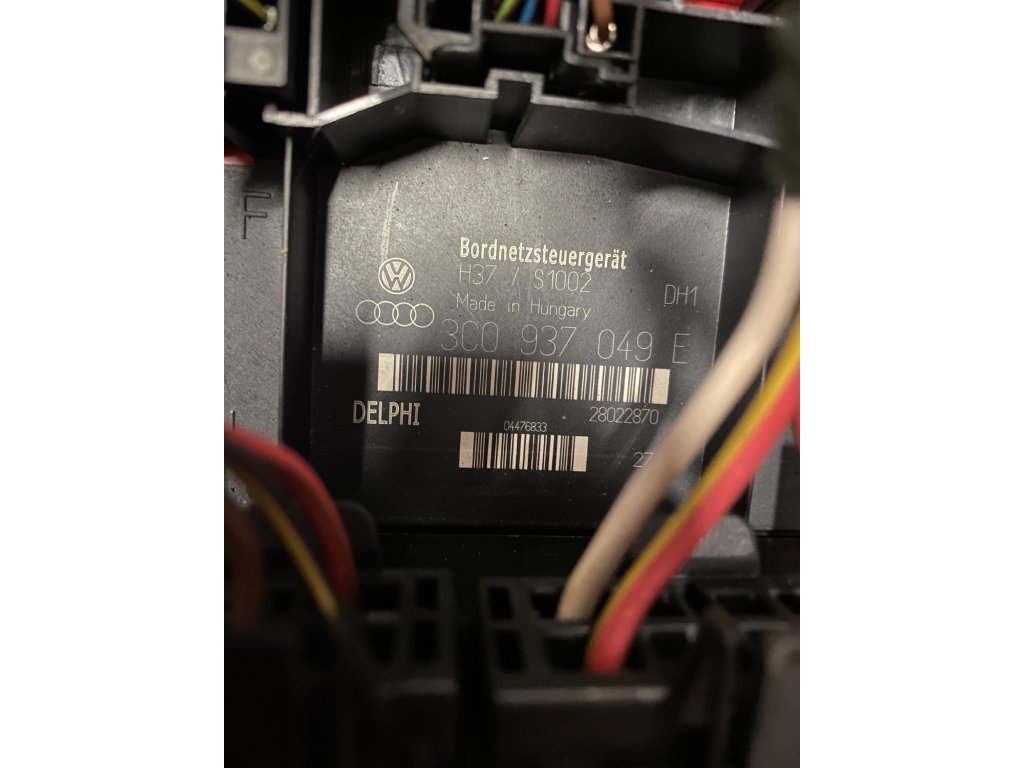 F
Bordnetzsteuergerät
H37 / S1002
DH1
Made in Hungary
3C0 937 049 E
DELPHI
28022870
04476833
27